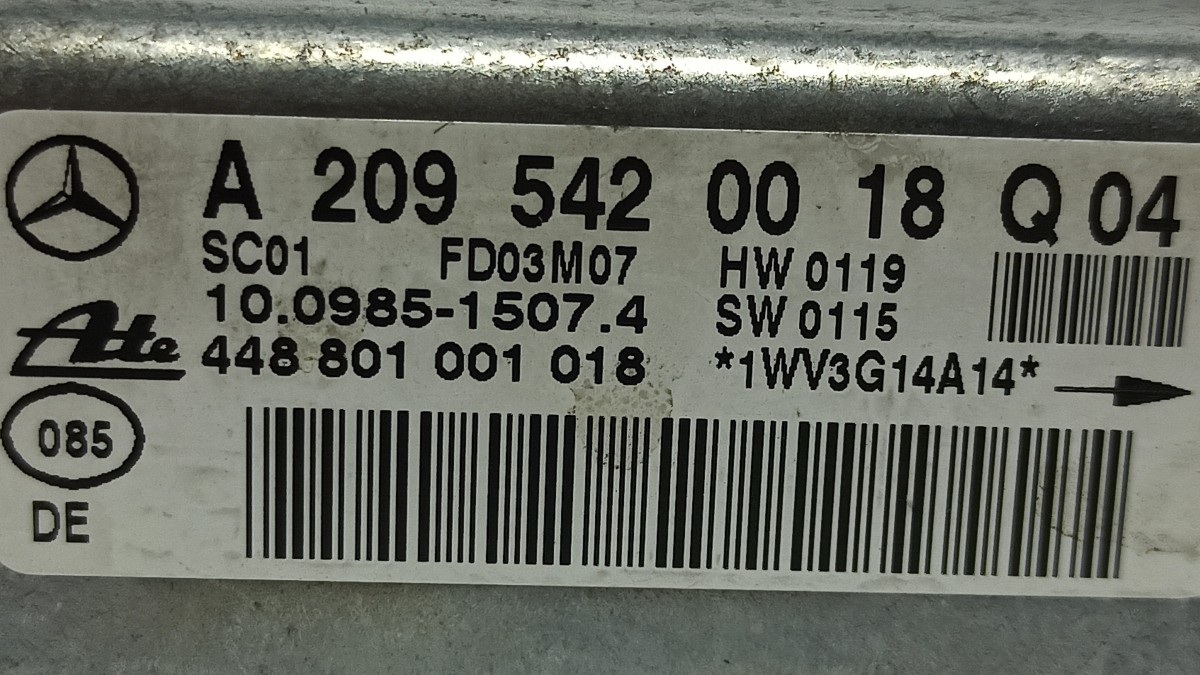 A 209 542 00 18 Q 04
SC01 FD03M07 HW 0119
10.0985-1507.4 SW 0115
Ate 448 801 001 018 *1WV3G14A14*
085
DE